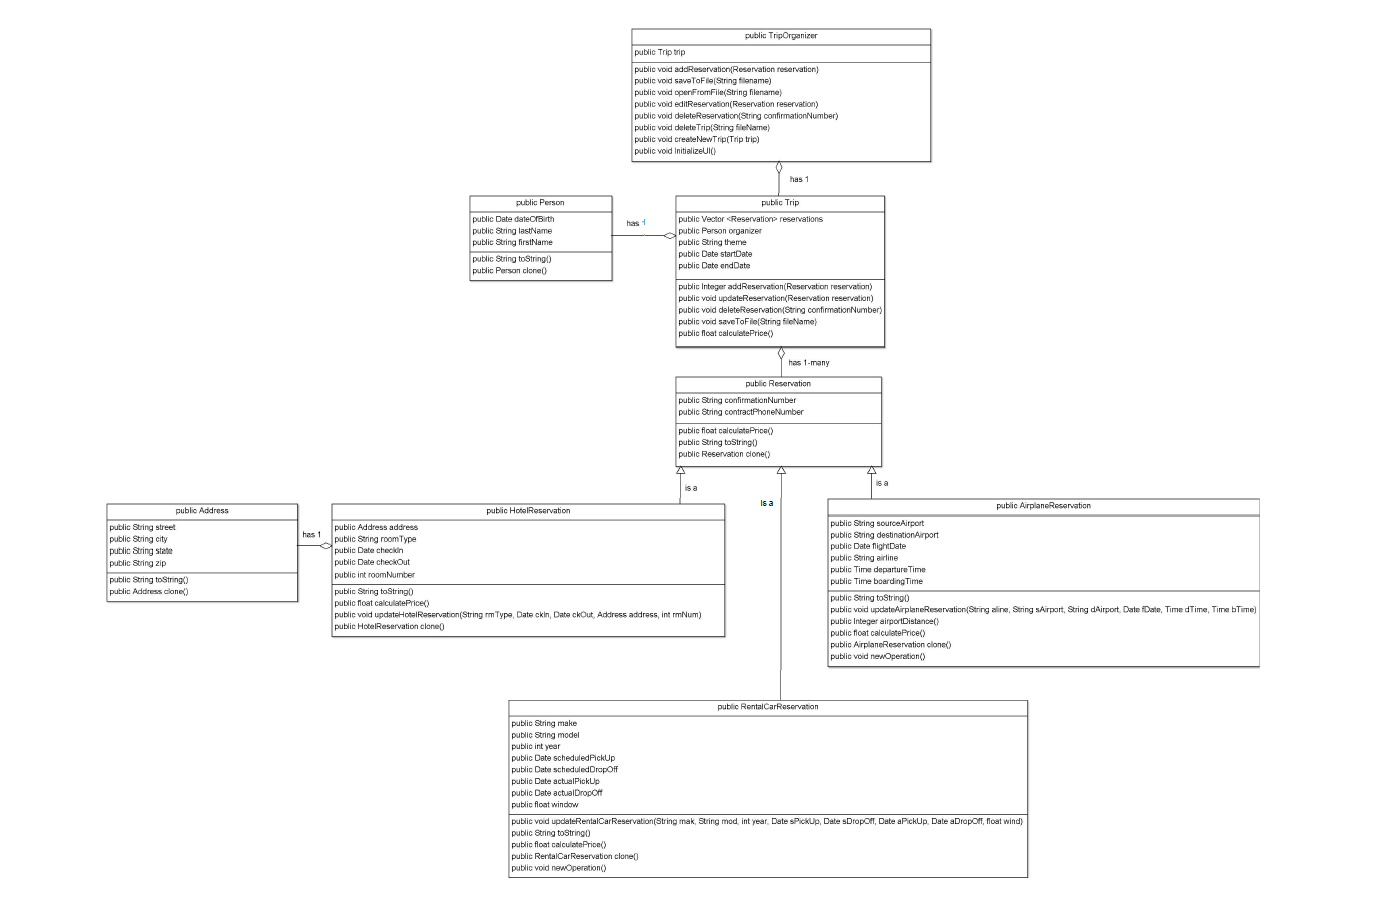 public TripOrganizer
public Trip trip
public void addReservation(Reservation reservation)
public void saveToFile(String filename)
public void openFromFile(String filename)
public void editReservation(Reservation reservation)
public void deleteReservation(String confirmationNumber)
public void deleteTrip(String fileName)
public void createNewTrip(Trip trip)
public void InitializeUI()
has 1
public Person
public Date dateOfBirth
public String lastName
public String firstName
public String toString()
public Person clone()
has 1
public Trip
public Vector <Reservation> reservations
public Person organizer
public String theme
public Date startDate
public Date endDate
public Integer addReservation(Reservation reservation)
public void updateReservation(Reservation reservation)
public void deleteReservation(String confirmationNumber)
public void saveToFile(String fileName)
public float calculatePrice()
has 1-many
public Reservation
public String confirmationNumber
public String contractPhoneNumber
public float calculatePrice()
public String toString()
public Reservation clone()
is a
is a
is a
public Address
public String street
public String city
public String state
public String zip
public String toString()
public Address clone()
has 1
public HotelReservation
public Address address
public String roomType
public Date checkIn
public Date checkOut
public int roomNumber
public String toString()
public float calculatePrice()
public void updateHotelReservation(String rmType, Date ckIn, Date ckOut, Address address, int rmNum)
public HotelReservation clone()
public AirplaneReservation
public String sourceAirport
public String destinationAirport
public Date flightDate
public String airline
public Time departureTime
public Time boardingTime
public String toString()
public void updateAirplaneReservation(String aline, String sAirport, String dAirport, Date fDate, Time dTime, Time bTime)
public Integer airportDistance()
public float calculatePrice()
public AirplaneReservation clone()
public void newOperation()
public RentalCarReservation
public String make
public String model
public int year
public Date scheduledPickUp
public Date scheduledDropOff
public Date actualPickUp
public Date actualDropOff
public float window
public void updateRentalCarReservation(String mak, String mod, int year, Date sPickUp, Date sDropOff, Date aPickUp, Date aDropOff, float wind)
public String toString()
public float calculatePrice()
public RentalCarReservation clone()
public void newOperation()